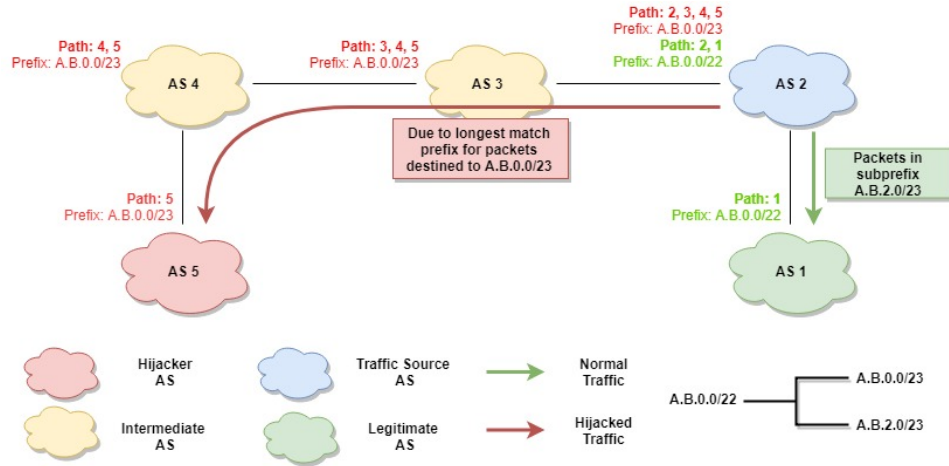 Path: 4, 5
Prefix: A.B.0.0/23
AS 4
Path: 3, 4, 5
Prefix: A.B.0.0/23
AS 3
Path: 2, 3, 4, 5
Prefix: A.B.0.0/23
Path: 2, 1
Prefix: A.B.0.0/22
AS 2
Due to longest match
prefix for packets
destined to A.B.0.0/23
Packets in
subprefix
A.B.2.0/23
Path: 5
Prefix: A.B.0.0/23
AS 5
Path: 1
Prefix: A.B.0.0/22
AS 1
Hijacker
AS
Traffic Source
AS
Normal
Traffic
Intermediate
AS
Legitimate
AS
Hijacked
Traffic
A.B.0.0/22
A.B.0.0/23
A.B.2.0/23